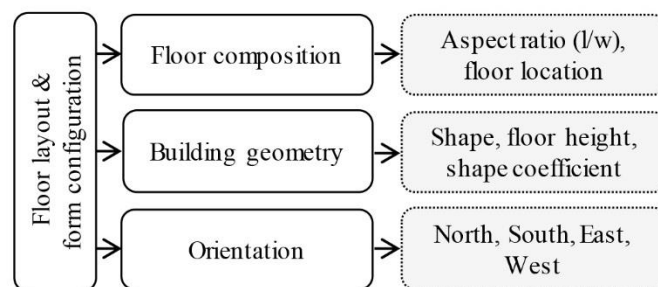 Floor layout &
form configuration
Floor composition
Aspect ratio (l/w),
floor location
Building geometry
Shape, floor height,
shape coefficient
Orientation
North, South, East,
West